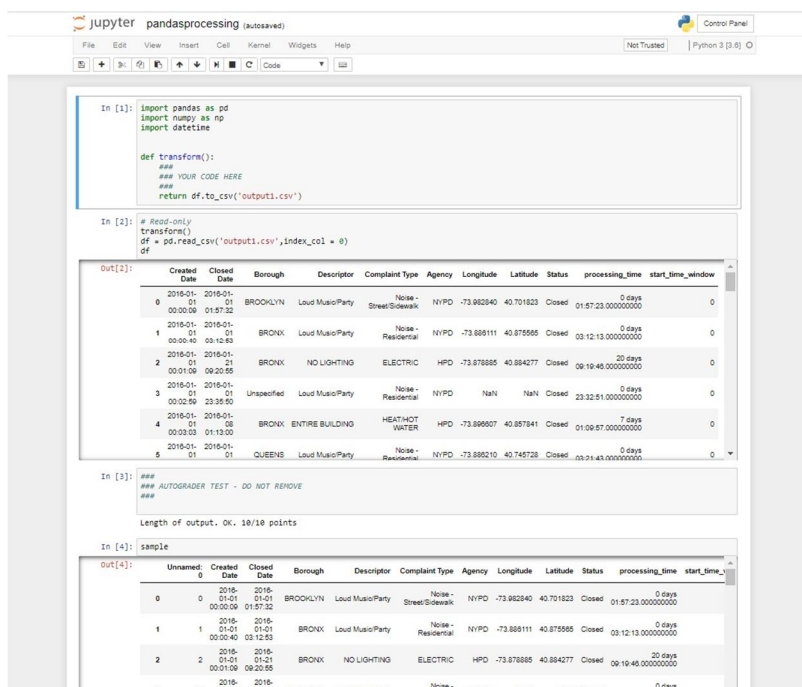 jupyter pandasprocessing (autosaved)
Control Panel
File Edit View Insert Cell Kernel Widgets Help
Not Trusted
Python 3 [3.6]
Code
In [1]: import pandas as pd
import numpy as np
import datetime
def transform():
###
### YOUR CODE HERE
###
return df.to_csv('output1.csv')
In [2]: # Read-only
transform()
df = pd.read_csv('output1.csv',index_col = 0)
df
Out[2]:
Created Date Closed Date Borough Descriptor Complaint Type Agency Longitude Latitude Status processing_time start_time_window
0 2016-01-01 00:00:09 2016-01-01 01:57:32 BROOKLYN Loud Music/Party Noise - Street/Sidewalk NYPD -73.982840 40.701823 Closed 0 days 01:57:23.000000000 0
1 2016-01-01 00:00:40 2016-01-01 03:12:53 BRONX Loud Music/Party Noise - Residential NYPD -73.886111 40.875565 Closed 0 days 03:12:13.000000000 0
2 2016-01-01 00:01:09 2016-01-21 09:20:55 BRONX NO LIGHTING ELECTRIC HPD -73.878885 40.884277 Closed 20 days 09:19:46.000000000 0
3 2016-01-01 00:02:59 2016-01-01 23:35:50 Unspecified Loud Music/Party Noise - Residential NYPD NaN NaN Closed 0 days 23:32:51.000000000 0
4 2016-01-01 00:03:03 2016-01-08 01:13:00 BRONX ENTIRE BUILDING HEAT/HOT WATER HPD -73.896607 40.857841 Closed 7 days 01:09:57.000000000 0
5 2016-01-01 2016-01-01 QUEENS Loud Music/Party Noise - Residential NYPD -73.886210 40.745728 Closed 0 days 03:21:43.000000000 0
In [3]: ###
### AUTOGRADER TEST - DO NOT REMOVE
###
Length of output. OK. 10/10 points
In [4]: sample
Out[4]:
Unnamed: 0 Created Date Closed Date Borough Descriptor Complaint Type Agency Longitude Latitude Status processing_time start_time_
0 0 2016-01-01 00:00:09 2016-01-01 01:57:32 BROOKLYN Loud Music/Party Noise - Street/Sidewalk NYPD -73.982840 40.701823 Closed 0 days 01:57:23.000000000
1 1 2016-01-01 00:00:40 2016-01-01 03:12:53 BRONX Loud Music/Party Noise - Residential NYPD -73.886111 40.875565 Closed 0 days 03:12:13.000000000
2 2 2016-01-01 00:01:09 2016-01-21 09:20:55 BRONX NO LIGHTING ELECTRIC HPD -73.878885 40.884277 Closed 20 days 09:19:46.000000000
2016- 2016- Noise - 0 days